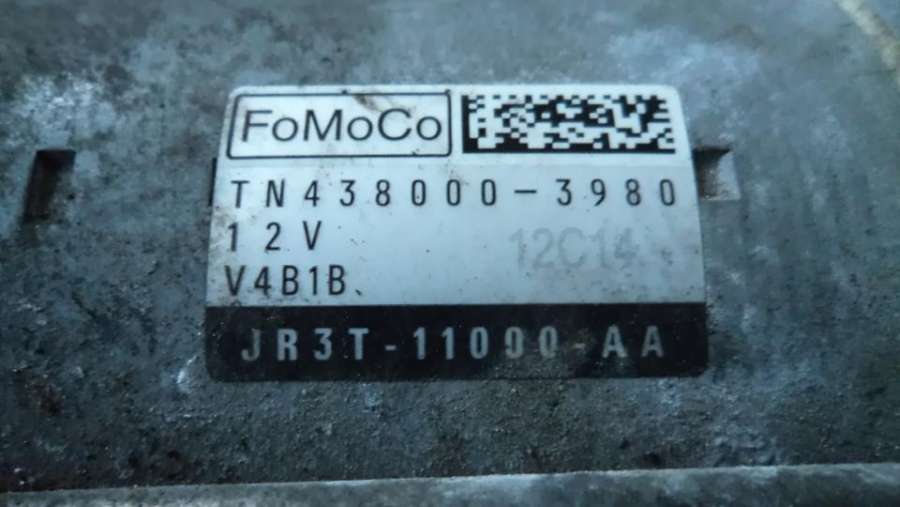 FoMoCo
TN438000-3980
12V
12C14
V4B1B
JR3T-11000-AA